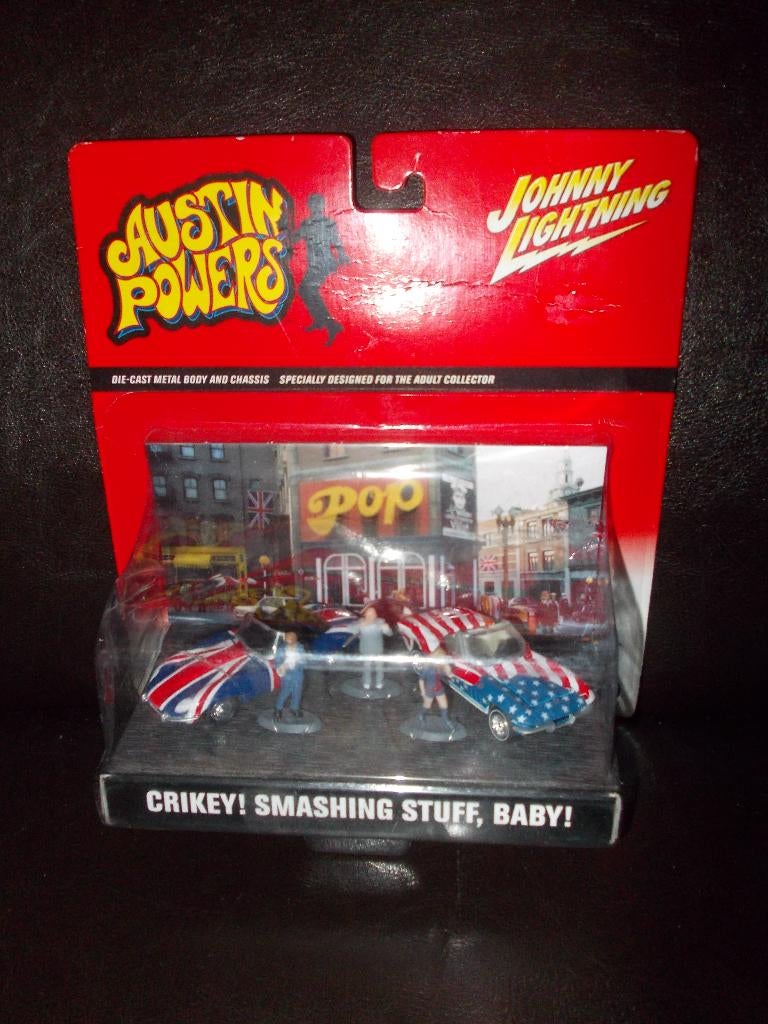 AUSTIN
POWERS
JOHNNY
LIGHTNING
DIE-CAST METAL BODY AND CHASSIS SPECIALLY DESIGNED FOR THE ADULT COLLECTOR
POP
CRIKEY! SMASHING STUFF, BABY!